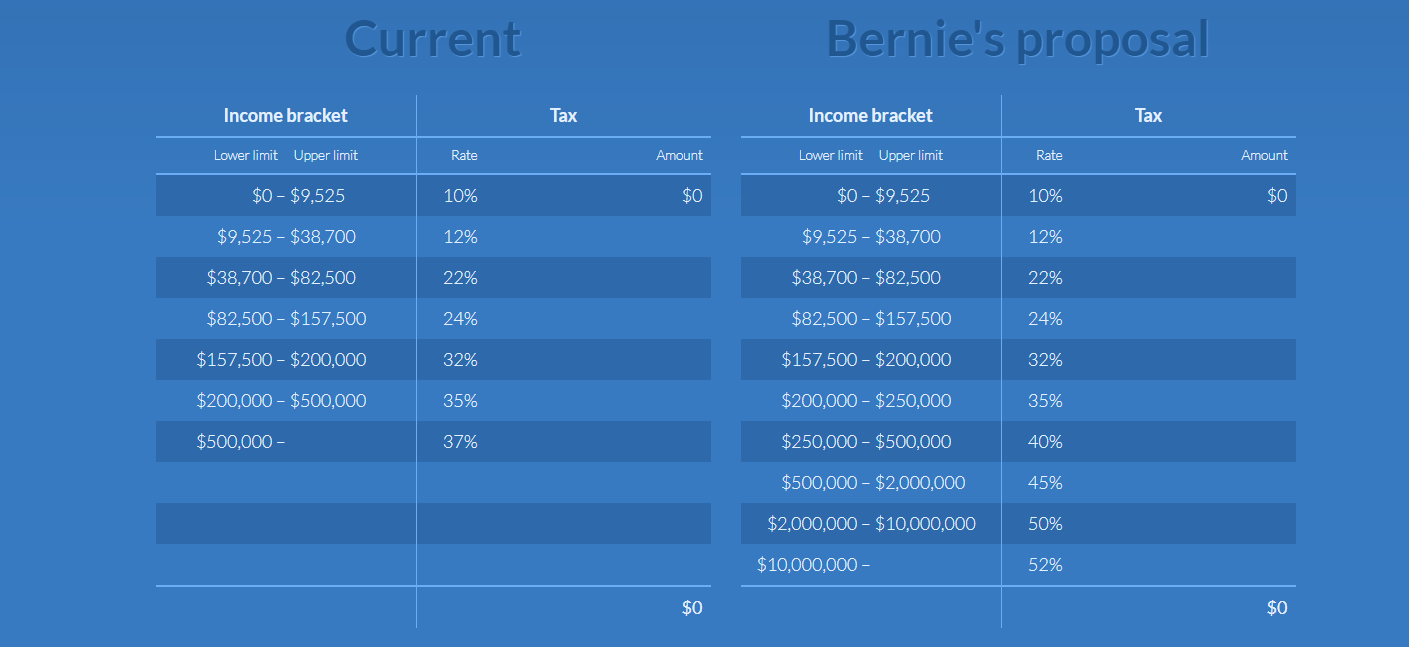 Current Bernie's proposal
Income bracket Tax Income bracket Tax
Lower limit Upper limit Rate Amount Lower limit Upper limit Rate Amount
$0 – $9,525 10% $0 $0 – $9,525 10% $0
$9,525 – $38,700 12% $9,525 – $38,700 12%
$38,700 – $82,500 22% $38,700 – $82,500 22%
$82,500 – $157,500 24% $82,500 – $157,500 24%
$157,500 – $200,000 32% $157,500 – $200,000 32%
$200,000 – $500,000 35% $200,000 – $250,000 35%
$500,000 – 37% $250,000 – $500,000 40%
$500,000 – $2,000,000 45%
$2,000,000 – $10,000,000 50%
$10,000,000 – 52%
$0 $0